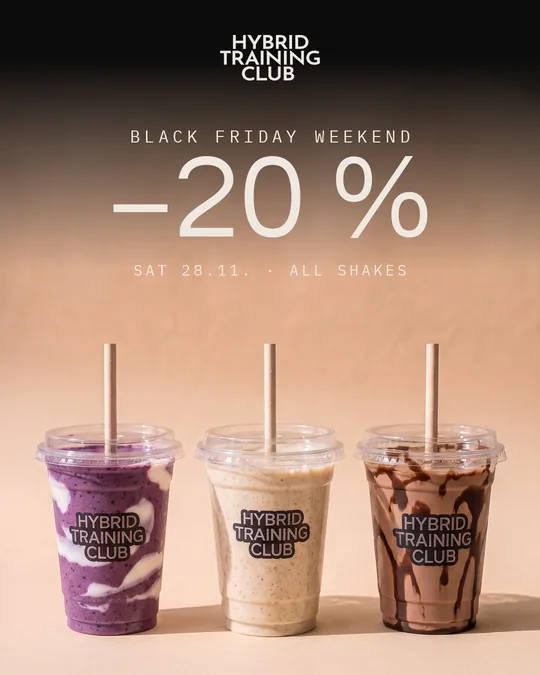 HYBRID
TRAINING
CLUB
BLACK FRIDAY WEEKEND
–20 %
SAT 28.11. · ALL SHAKES
HYBRID
TRAINING
CLUB
HYBRID
TRAINING
CLUB
HYBRID
TRAINING
CLUB